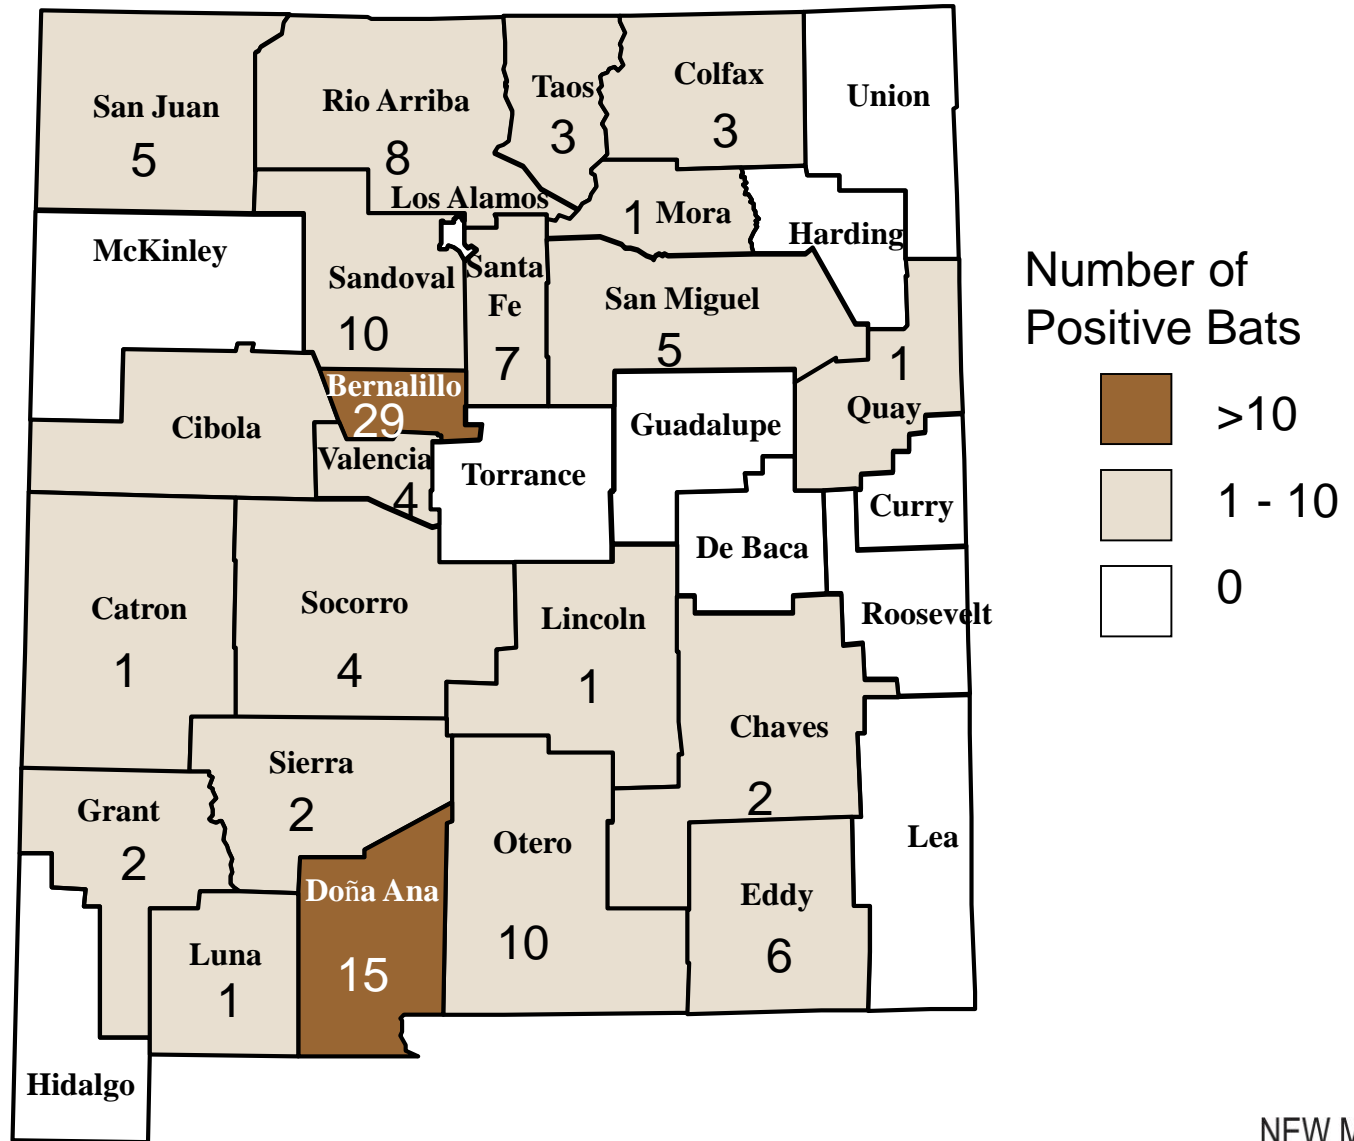 San Juan
5
Rio Arriba
8
Taos
3
Colfax
3
Union
Los Alamos
1 Mora
Harding
McKinley
Sandoval
10
Santa
Fe
7
San Miguel
5
1
Quay
Bernalillo
29
Cibola
Valencia
4
Torrance
Guadalupe
Curry
De Baca
Roosevelt
Catron
1
Socorro
4
Lincoln
1
Chaves
2
Sierra
2
Grant
2
Otero
10
Lea
Doña Ana
15
Eddy
6
Luna
1
Hidalgo
Number of
Positive Bats
>10
1 - 10
0
NEW M